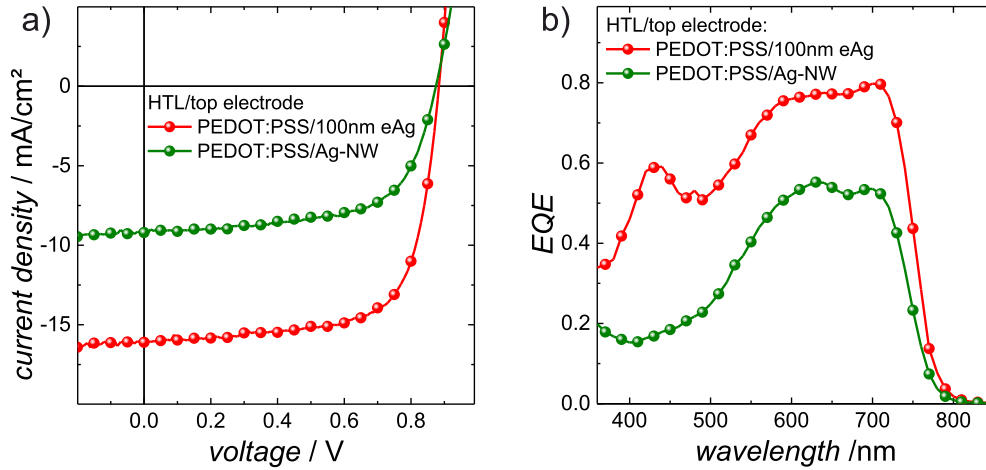 a)
0
-5
-10
-15
current density / mA/cm²
HTL/top electrode
PEDOT:PSS/100nm eAg
PEDOT:PSS/Ag-NW
0.0 0.2 0.4 0.6 0.8
voltage / V
b)
HTL/top electrode:
PEDOT:PSS/100nm eAg
PEDOT:PSS/Ag-NW
0.8
0.6
0.4
0.2
0.0
EQE
400 500 600 700 800
wavelength /nm